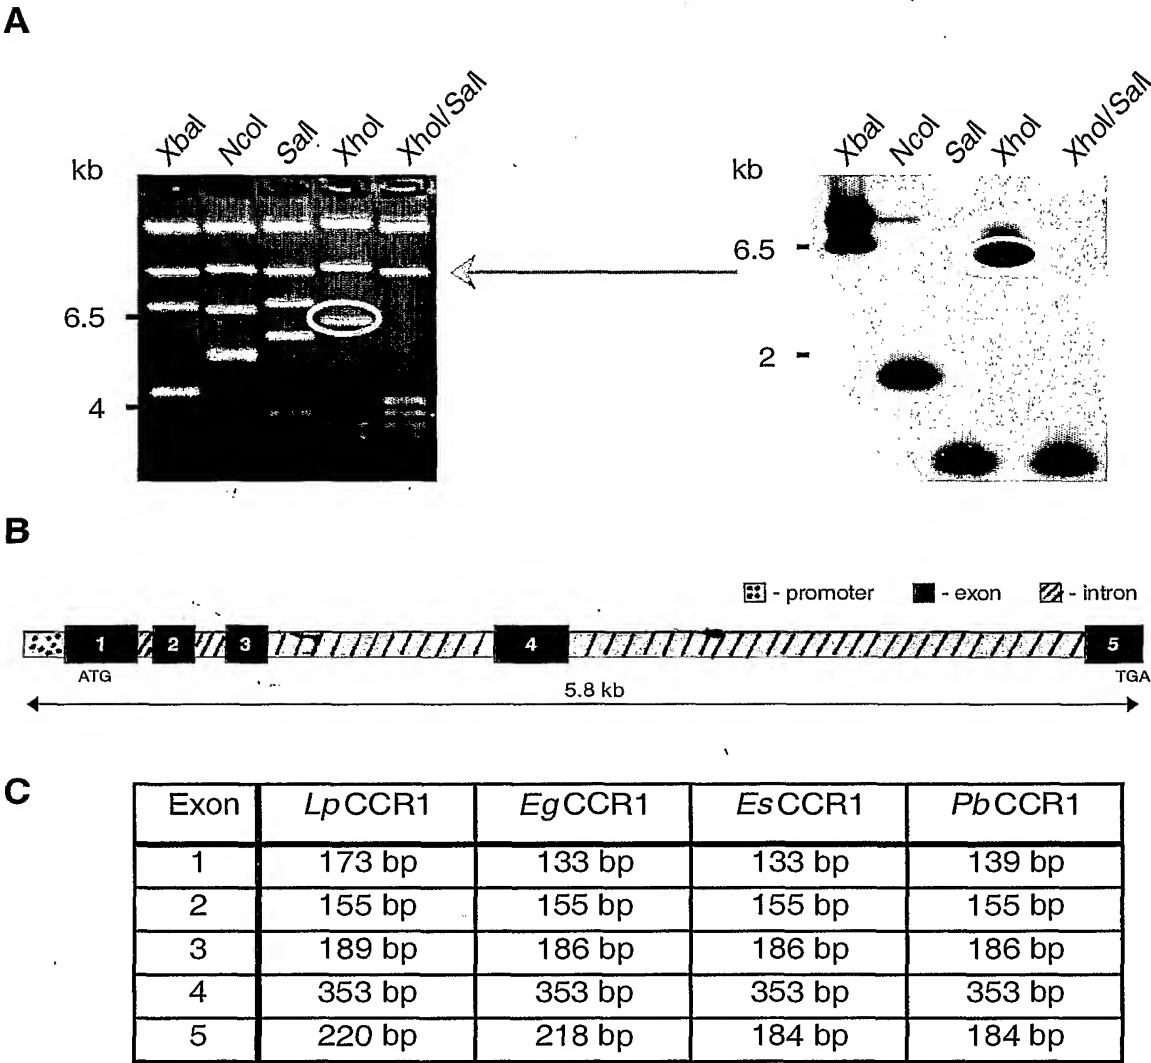 A
XbaI NcoI SalI XhoI XhoI/SalI
kb
6.5
4
XbaI NcoI SalI XhoI XhoI/SalI
kb
6.5
2
B
- promoter - exon - intron
1 2 3 4 5
ATG TGA
5.8 kb
C
Exon LpCCR1 EgCCR1 EsCCR1 PbCCR1
1 173 bp 133 bp 133 bp 139 bp
2 155 bp 155 bp 155 bp 155 bp
3 189 bp 186 bp 186 bp 186 bp
4 353 bp 353 bp 353 bp 353 bp
5 220 bp 218 bp 184 bp 184 bp